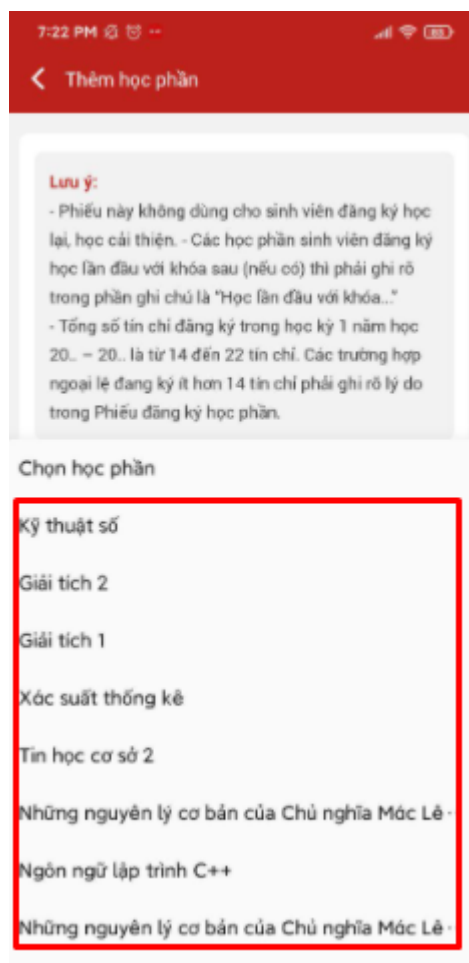 7:22 PM
Thêm học phần
Lưu ý:
- Phiếu này không dùng cho sinh viên đăng ký học
lại, học cải thiện. - Các học phần sinh viên đăng ký
học lần đầu với khóa sau (nếu có) thì phải ghi rõ
trong phần ghi chú là "Học lần đầu với khóa..."
- Tổng số tín chỉ đăng ký trong học kỳ 1 năm học
20.. – 20.. là từ 14 đến 22 tín chỉ. Các trường hợp
ngoại lệ đang ký ít hơn 14 tín chỉ phải ghi rõ lý do
trong Phiếu đăng ký học phần.
Chọn học phần
Kỹ thuật số
Giải tích 2
Giải tích 1
Xác suất thống kê
Tin học cơ sở 2
Những nguyên lý cơ bản của Chủ nghĩa Mác Lê -
Ngôn ngữ lập trình C++
Những nguyên lý cơ bản của Chủ nghĩa Mác Lê -